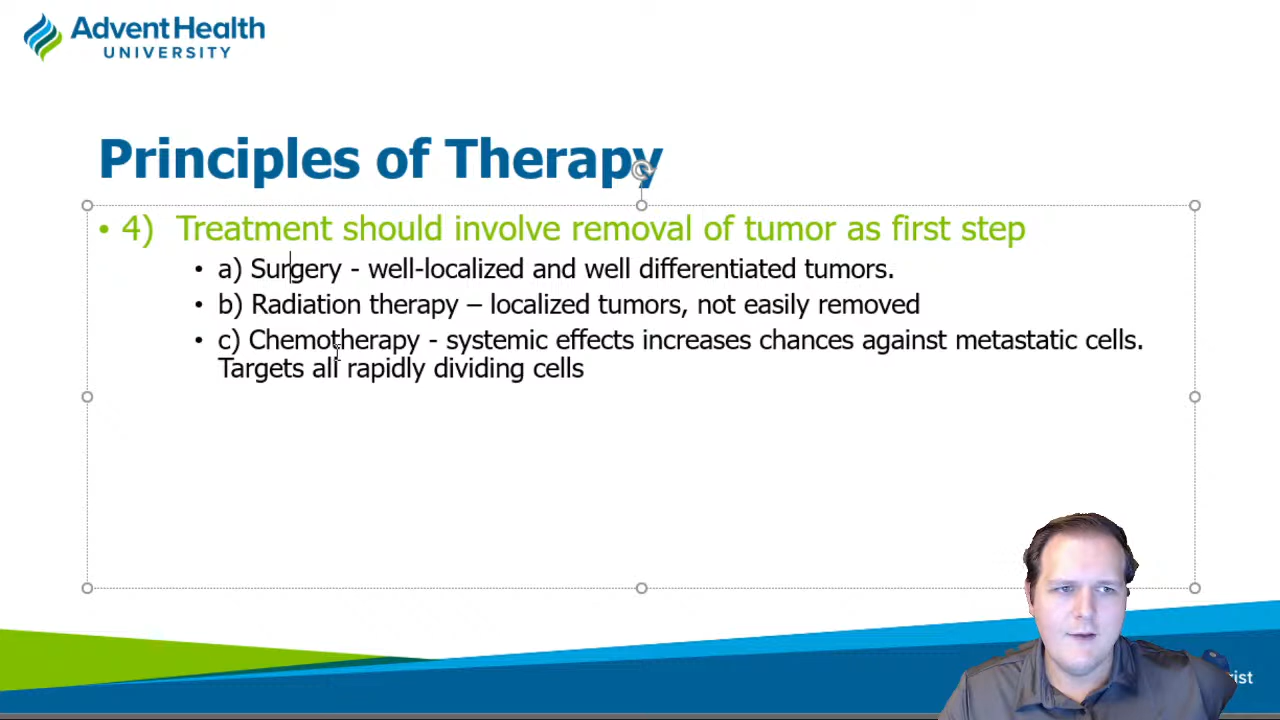 AdventHealth
UNIVERSITY
Principles of Therapy
• 4) Treatment should involve removal of tumor as first step
• a) Surgery - well-localized and well differentiated tumors.
• b) Radiation therapy – localized tumors, not easily removed
• c) Chemotherapy - systemic effects increases chances against metastatic cells.
Targets all rapidly dividing cells